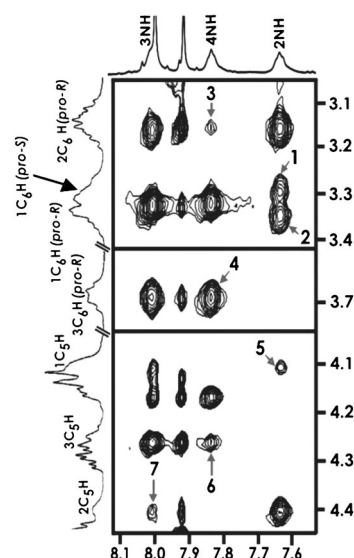 3NH
4NH
2NH
2C6H(pro-R)
1C6H(pro-S)
1C6H(pro-R)
3C6H(pro-R)
1C5H
3C5H
2C5H
3
1
2
4
5
7
6
3.1
3.2
3.3
3.4
3.7
4.1
4.2
4.3
4.4
8.1 8.0 7.9 7.8 7.7 7.6